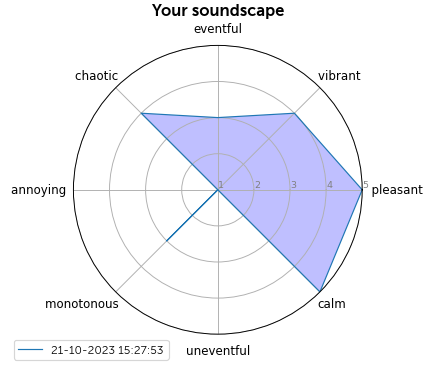 Your soundscape
eventful
chaotic
vibrant
annoying
1
2
3
4
5
pleasant
monotonous
calm
uneventful
21-10-2023 15:27:53